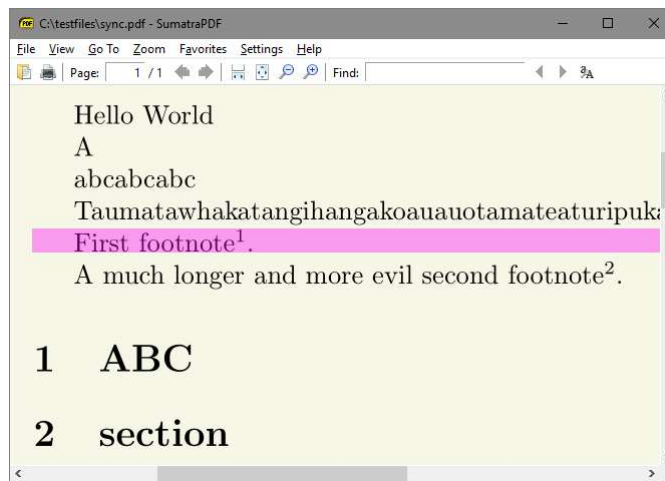 C:\testfiles\sync.pdf - SumatraPDF
File View Go To Zoom Favorites Settings Help
Page: 1 / 1 Find:
Hello World
A
abcabcabc
Taumatawhakatangihangakoauauotamateaturipuka
First footnote¹.
A much longer and more evil second footnote².
1 ABC
2 section